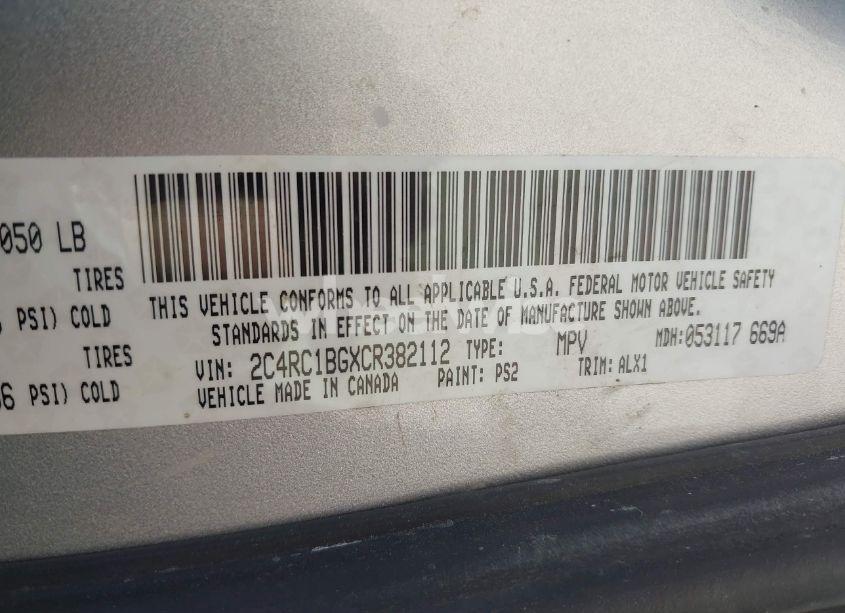 050 LB
TIRES
PSI) COLD
TIRES
36 PSI) COLD
THIS VEHICLE CONFORMS TO ALL APPLICABLE U.S.A. FEDERAL MOTOR VEHICLE SAFETY
STANDARDS IN EFFECT ON THE DATE OF MANUFACTURE SHOWN ABOVE.
VIN: 2C4RC1BGXCR382112 TYPE: MPV MDH:053117 669A
VEHICLE MADE IN CANADA PAINT: PS2 TRIM: ALX1